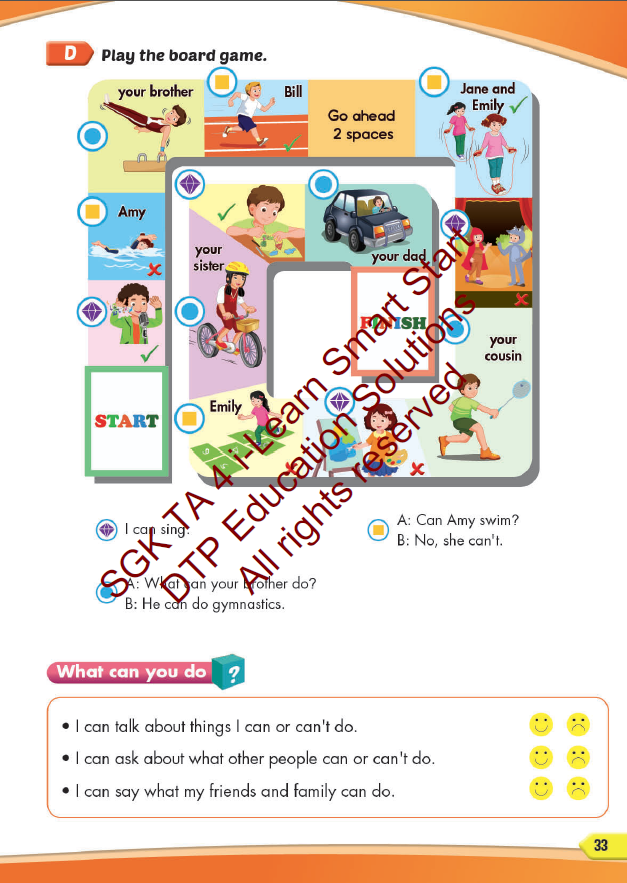 D Play the board game.
your brother
Bill
Go ahead
2 spaces
Jane and
Emily
Amy
your
sister
your dad
FINISH
your
cousin
START
Emily
I can sing.
A: Can Amy swim?
B: No, she can't.
A: What can your brother do?
B: He can do gymnastics.
SGK TA 4 i-Learn Smart Start
DTP Education Solutions
All rights reserved
What can you do ?
• I can talk about things I can or can't do.
• I can ask about what other people can or can't do.
• I can say what my friends and family can do.
33